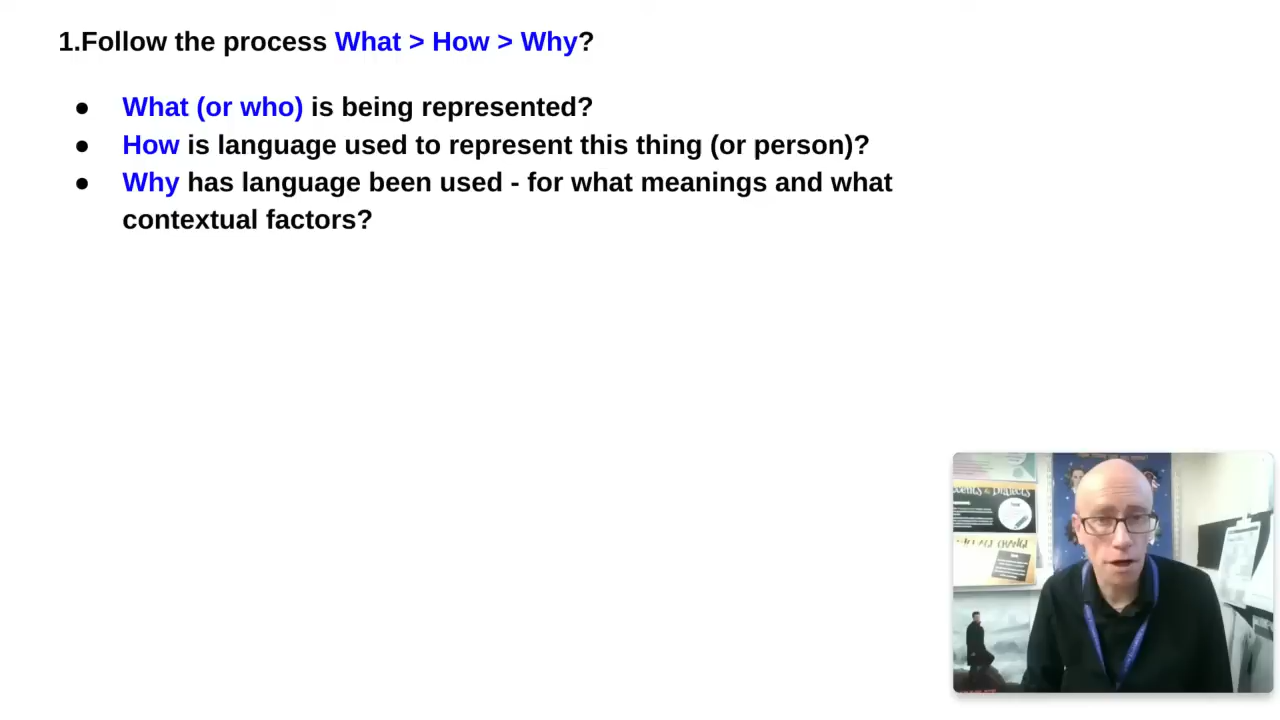 1.Follow the process What > How > Why?
● What (or who) is being represented?
● How is language used to represent this thing (or person)?
● Why has language been used - for what meanings and what
contextual factors?